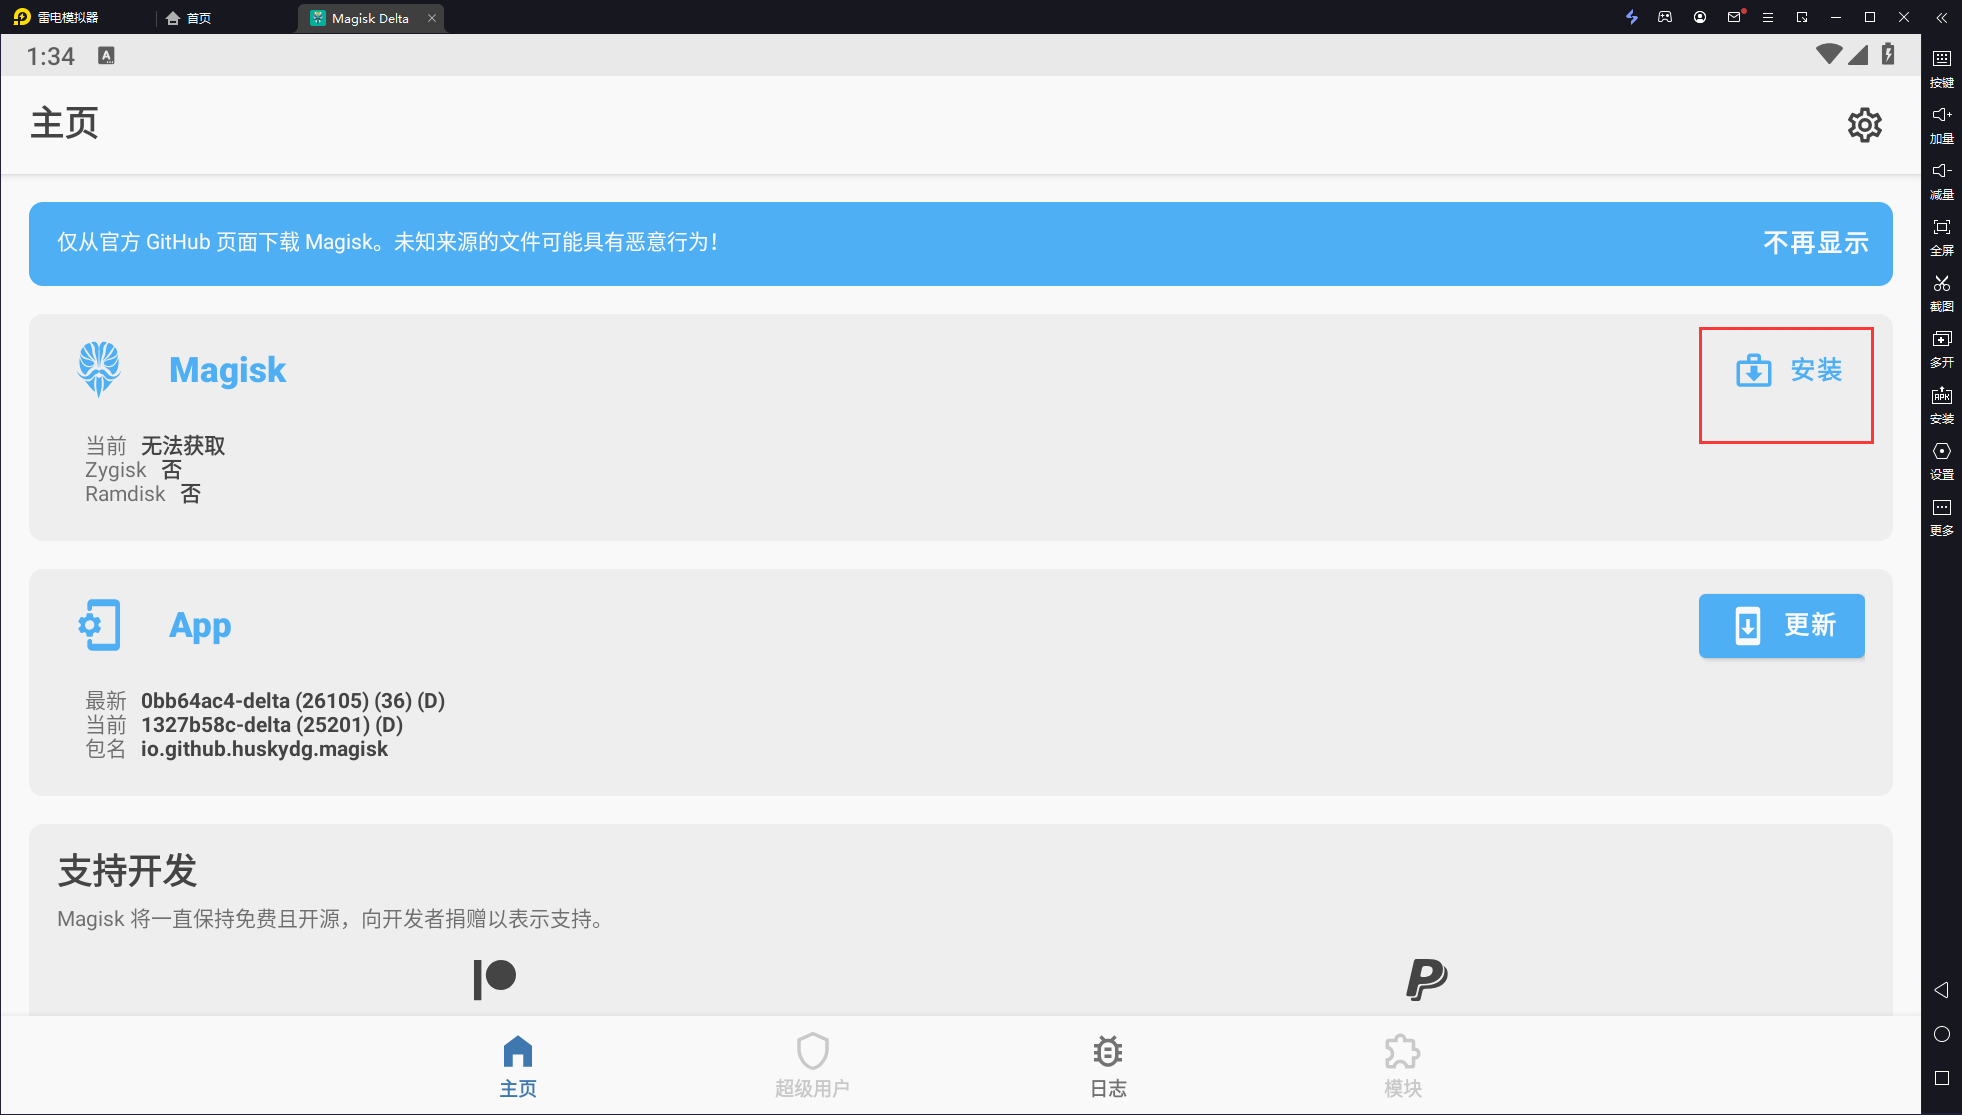 雷电模拟器
首页
Magisk Delta
1:34
主页
仅从官方 GitHub 页面下载 Magisk。未知来源的文件可能具有恶意行为!
不再显示
Magisk
安装
当前 无法获取
Zygisk 否
Ramdisk 否
App
更新
最新 0bb64ac4-delta (26105) (36) (D)
当前 1327b58c-delta (25201) (D)
包名 io.github.huskydg.magisk
支持开发
Magisk 将一直保持免费且开源，向开发者捐赠以表示支持。
主页
超级用户
日志
模块
按键
加量
减量
全屏
截图
多开
安装
设置
更多